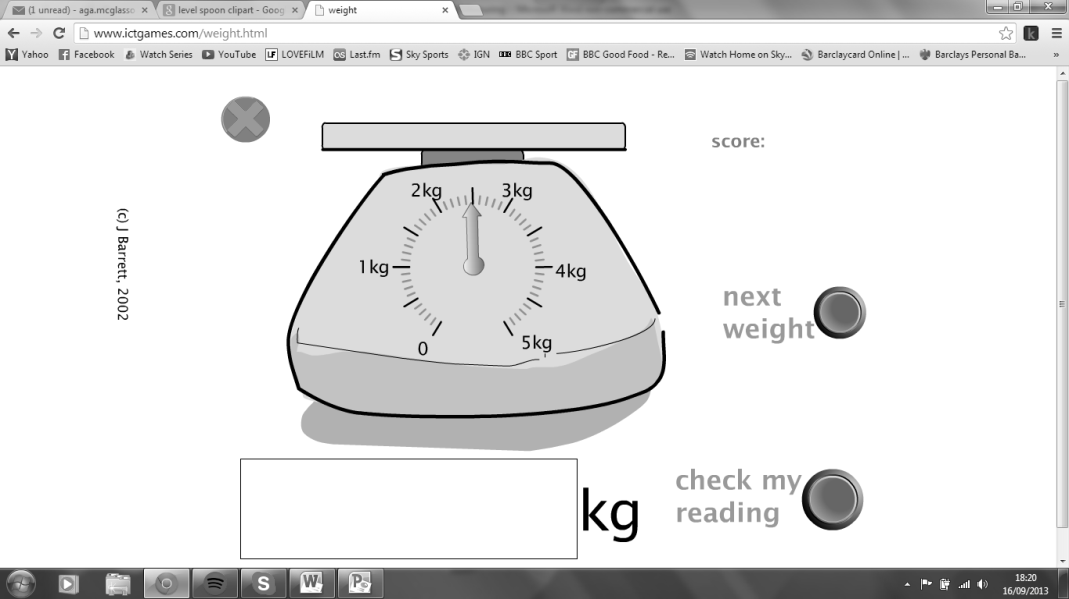 (1 unread) - aga.mcglasso
level spoon clipart - Goog
weight
www.ictgames.com/weight.html
Yahoo
Facebook
Watch Series
YouTube
LOVEFiLM
Last.fm
Sky Sports
IGN
BBC Sport
BBC Good Food - Re...
Watch Home on Sky...
Barclaycard Online | ...
Barclays Personal Ba...
»
score:
(c) J Barrett, 2002
2kg
3kg
1kg
4kg
0
5kg
next
weight
check my
reading
kg
18:20
16/09/2013